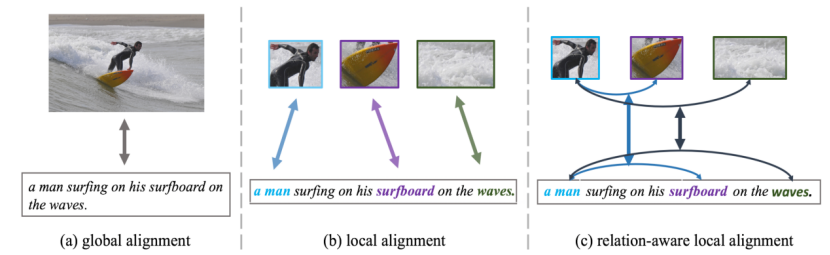 a man surfing on his surfboard on
the waves.
(a) global alignment
a man surfing on his surfboard on the waves.
(b) local alignment
a man surfing on his surfboard on the waves.
(c) relation-aware local alignment